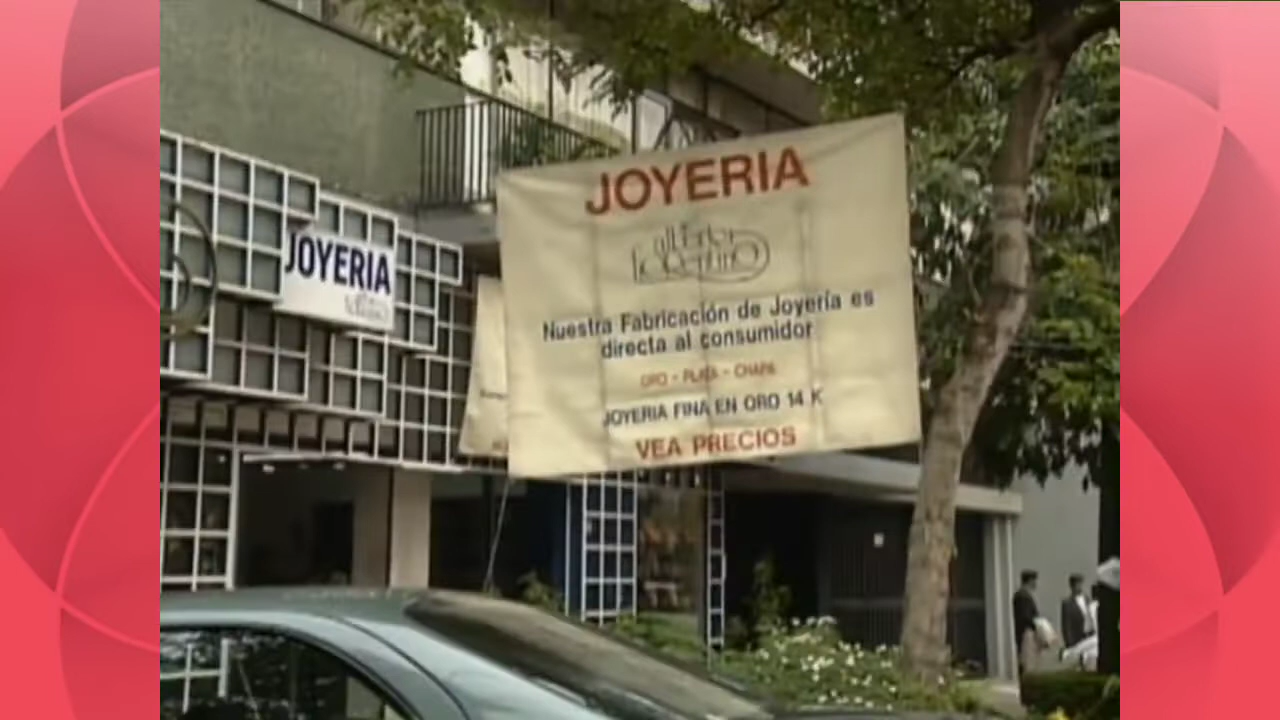 JOYERIA
JOYERIA
Nuestra Fabricación de Joyería es
directa al consumidor
ORO - PLATA - CHAPA
JOYERIA FINA EN ORO 14 K
VEA PRECIOS